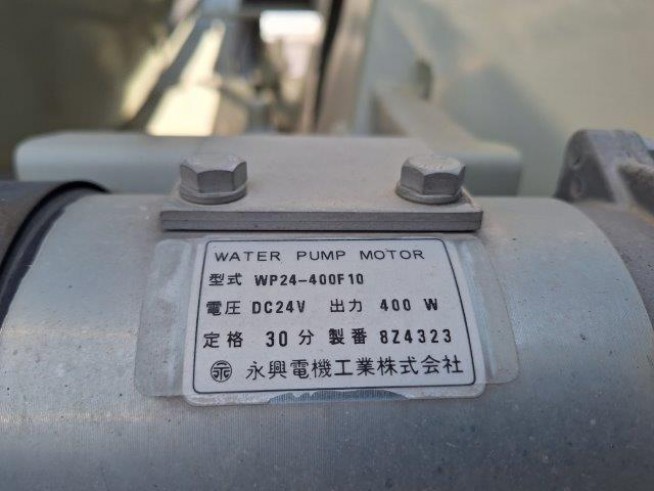 WATER PUMP MOTOR
型式 WP24-400F10
電圧 DC24V 出力 400 W
定格 30 分 製番 8Z4323
永興電機工業株式会社